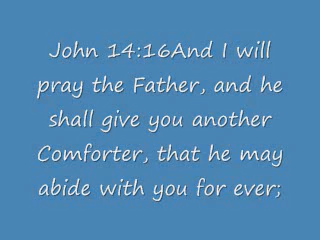 John 14:16And I will
pray the Father, and he
shall give you another
Comforter, that he may
abide with you for ever;